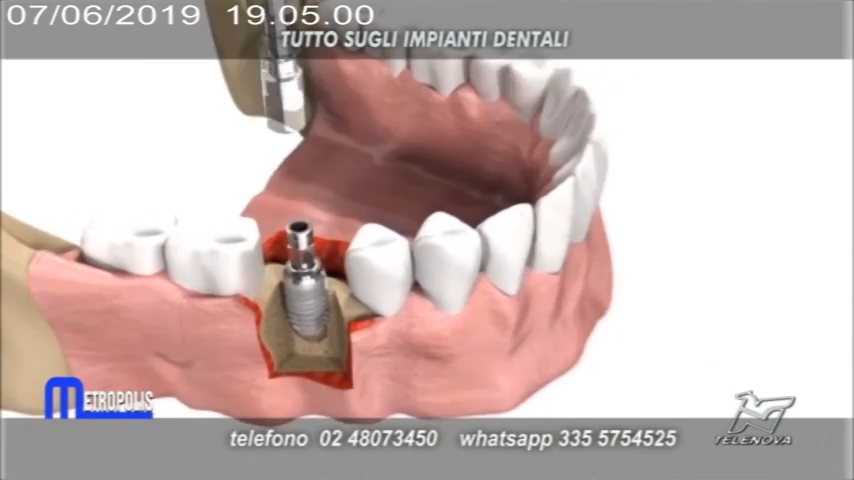 07/06/2019 19.05.00
TUTTO SUGLI IMPIANTI DENTALI
METROPOLIS
telefono 02 48073450 whatsapp 335 5754525
TELENOVA